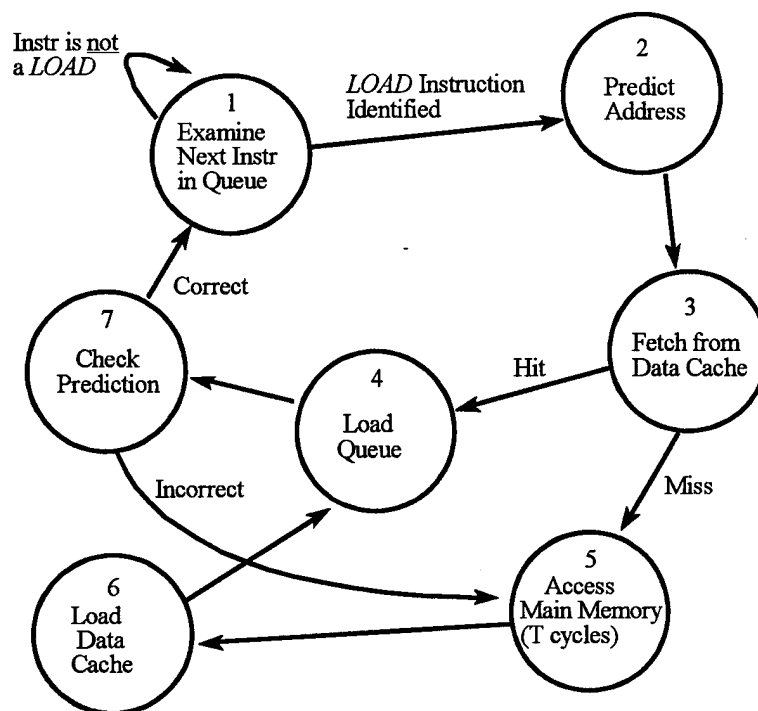 Instr is not
a LOAD
1
Examine
Next Instr
in Queue
LOAD Instruction
Identified
2
Predict
Address
3
Fetch from
Data Cache
Hit
Miss
4
Load
Queue
5
Access
Main Memory
(T cycles)
6
Load
Data
Cache
7
Check
Prediction
Correct
Incorrect